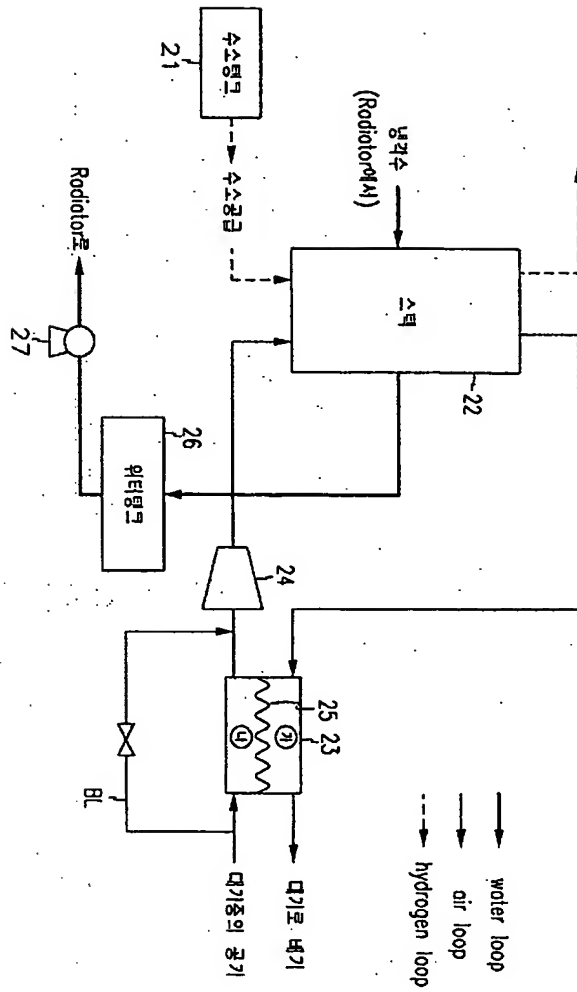 수소탱크
21
수소공급
냉각수
(Radiator에서)
스택
22
Radiator로
27
26
워터탱크
24
25
23
가
나
BL
대기중의 공기
대기로 배기
water loop
air loop
hydrogen loop